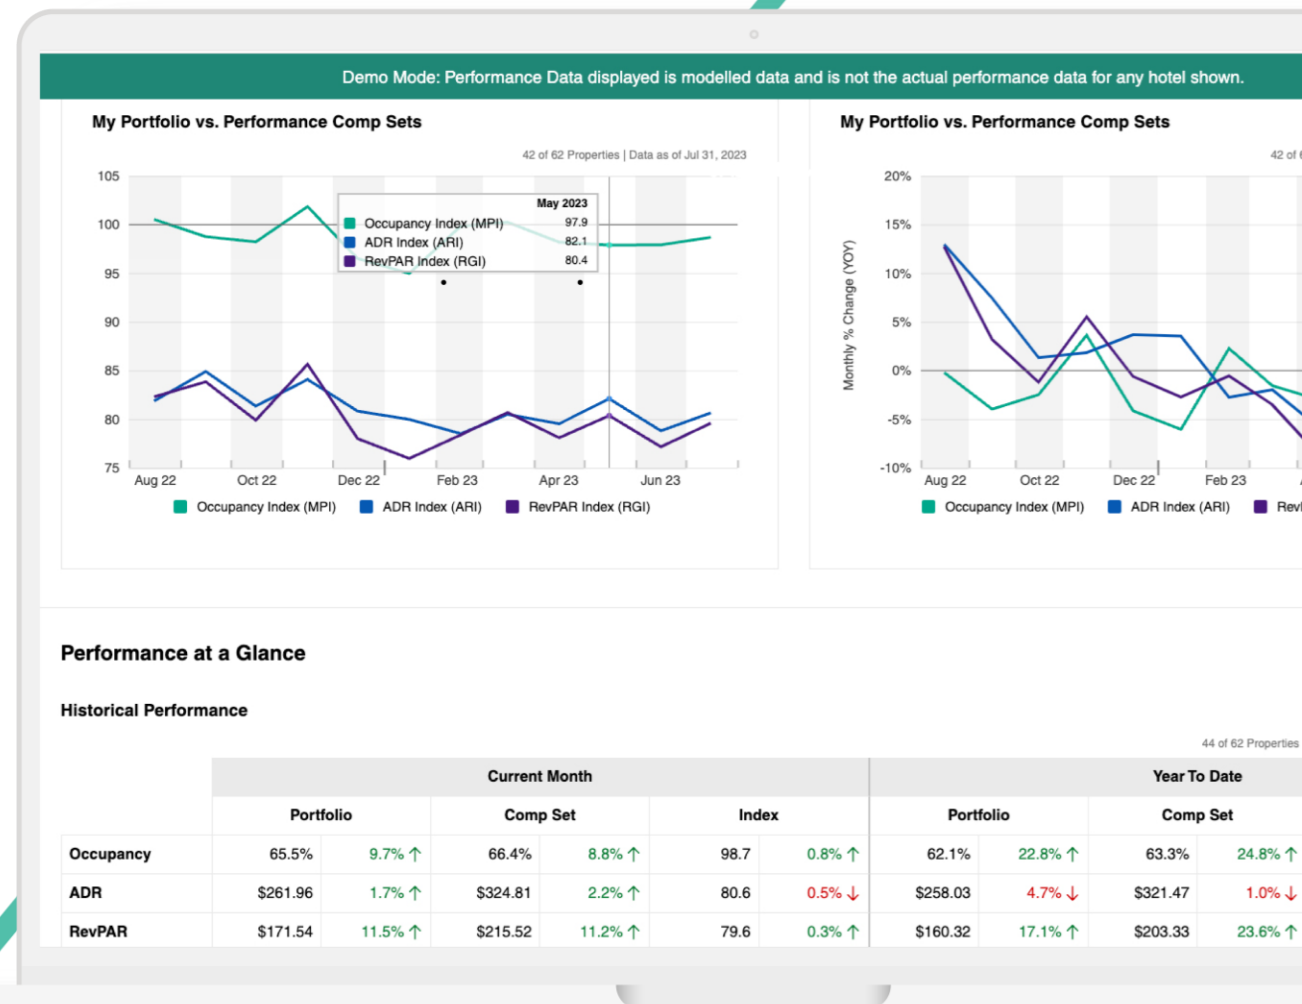 Demo Mode: Performance Data displayed is modelled data and is not the actual performance data for any hotel shown.
My Portfolio vs. Performance Comp Sets
42 of 62 Properties | Data as of Jul 31, 2023
105
100
95
90
85
80
75
May 2023
Occupancy Index (MPI) 97.9
ADR Index (ARI) 82.1
RevPAR Index (RGI) 80.4
Aug 22 Oct 22 Dec 22 Feb 23 Apr 23 Jun 23
Occupancy Index (MPI) ADR Index (ARI) RevPAR Index (RGI)
My Portfolio vs. Performance Comp Sets
42 of 6
Monthly % Change (YOY)
20%
15%
10%
5%
0%
-5%
-10%
Aug 22 Oct 22 Dec 22 Feb 23
Occupancy Index (MPI) ADR Index (ARI) Rev
Performance at a Glance
Historical Performance
44 of 62 Properties
Current Month Year To Date
Portfolio Comp Set Index Portfolio Comp Set
Occupancy 65.5% 9.7% ↑ 66.4% 8.8% ↑ 98.7 0.8% ↑ 62.1% 22.8% ↑ 63.3% 24.8% ↑
ADR $261.96 1.7% ↑ $324.81 2.2% ↑ 80.6 0.5% ↓ $258.03 4.7% ↓ $321.47 1.0% ↓
RevPAR $171.54 11.5% ↑ $215.52 11.2% ↑ 79.6 0.3% ↑ $160.32 17.1% ↑ $203.33 23.6% ↑